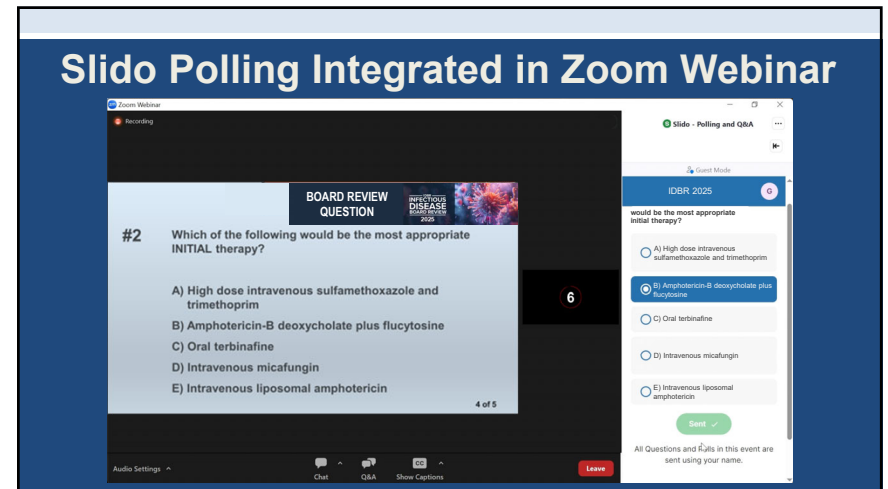 Slido Polling Integrated in Zoom Webinar
Zoom Webinar
Recording
BOARD REVIEW
QUESTION
INFECTIOUS
DISEASE
BOARD REVIEW
2025
#2
Which of the following would be the most appropriate
INITIAL therapy?
A) High dose intravenous sulfamethoxazole and
trimethoprim
B) Amphotericin-B deoxycholate plus flucytosine
C) Oral terbinafine
D) Intravenous micafungin
E) Intravenous liposomal amphotericin
4 of 5
6
Audio Settings
Chat
Q&A
CC
Show Captions
Leave
S Slido - Polling and Q&A
Guest Mode
IDBR 2025
G
would be the most appropriate
initial therapy?
A) High dose intravenous
sulfamethoxazole and trimethoprim
B) Amphotericin-B deoxycholate plus
flucytosine
C) Oral terbinafine
D) Intravenous micafungin
E) Intravenous liposomal
amphotericin
Sent
All Questions and Polls in this event are
sent using your name.